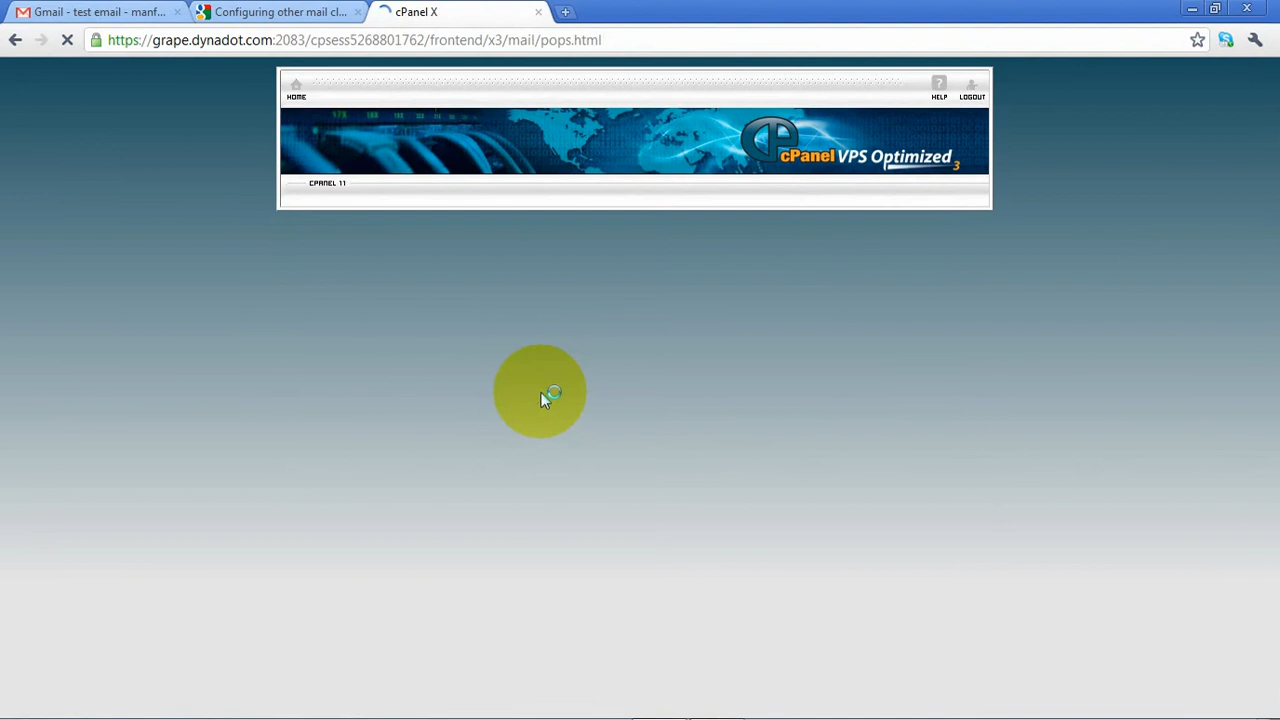 Gmail - test email - manf...
Configuring other mail cl...
cPanel X
https://grape.dynadot.com:2083/cpsess5268801762/frontend/x3/mail/pops.html
HOME
HELP
LOGOUT
cPanel VPS Optimized 3
CPANEL 11